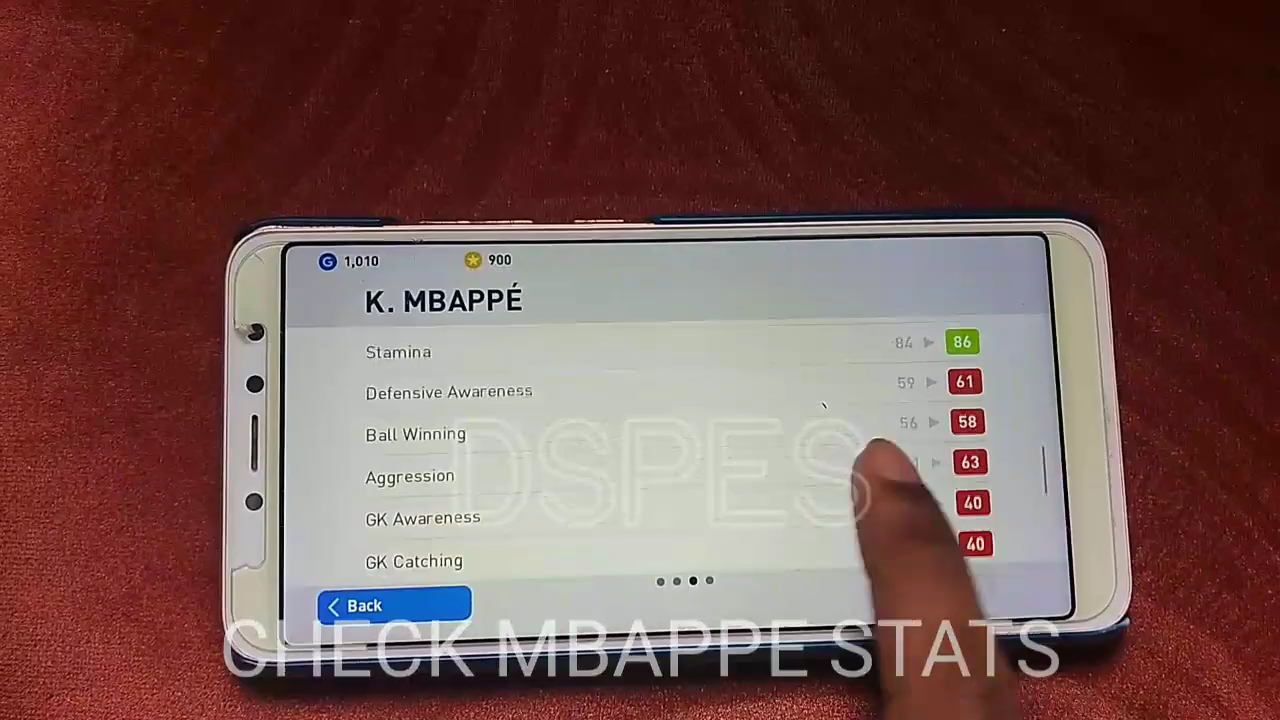 1,010 900
K. MBAPPÉ
Stamina 84 ▶ 86
Defensive Awareness 59 ▶ 61
Ball Winning 56 ▶ 58
Aggression ▶ 63
GK Awareness 40
GK Catching 40
DSPES
< Back
CHECK MBAPPE STATS